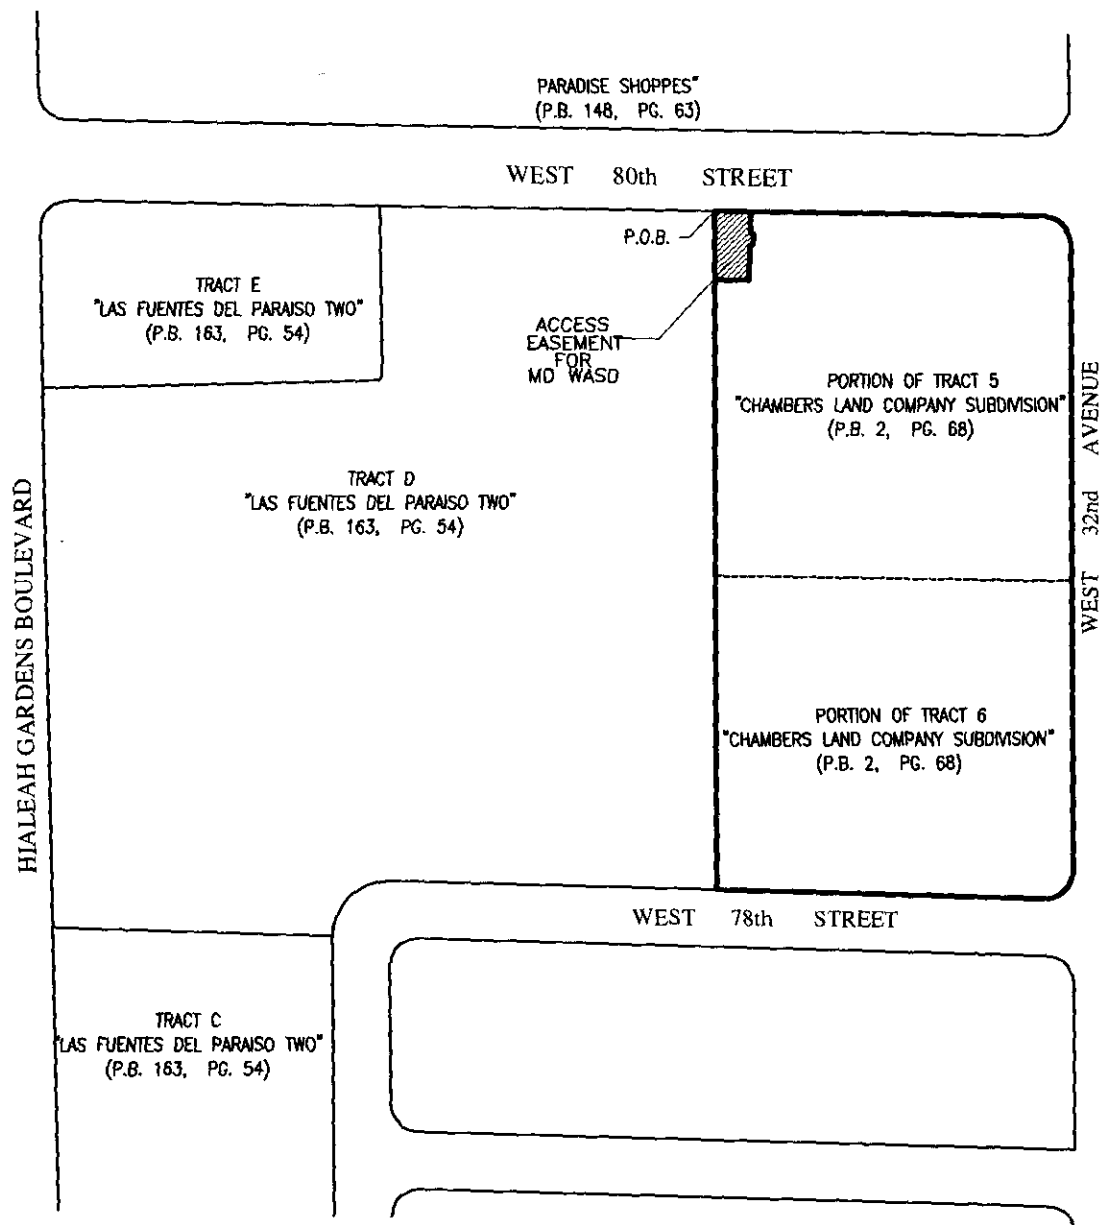 PARADISE SHOPPES"
(P.B. 148, PG. 63)
WEST 80th STREET
P.O.B.
TRACT E
"LAS FUENTES DEL PARAISO TWO"
(P.B. 163, PG. 54)
ACCESS
EASEMENT
FOR
MD WASD
PORTION OF TRACT 5
"CHAMBERS LAND COMPANY SUBDIVISION"
(P.B. 2, PG. 68)
WEST 32nd AVENUE
TRACT D
"LAS FUENTES DEL PARAISO TWO"
(P.B. 163, PG. 54)
HIALEAH GARDENS BOULEVARD
PORTION OF TRACT 6
"CHAMBERS LAND COMPANY SUBDIVISION"
(P.B. 2, PG. 68)
WEST 78th STREET
TRACT C
"LAS FUENTES DEL PARAISO TWO"
(P.B. 163, PG. 54)